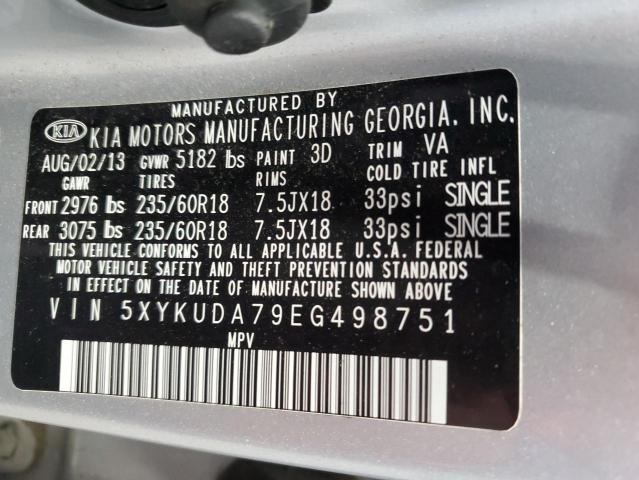 MANUFACTURED BY
KIA KIA MOTORS MANUFACTURING GEORGIA, INC.
AUG/02/13 GVWR 5182 lbs PAINT 3D TRIM VA
GAWR TIRES RIMS COLD TIRE INFL
FRONT 2976 lbs 235/60R18 7.5JX18 33psi SINGLE
REAR 3075 lbs 235/60R18 7.5JX18 33psi SINGLE
THIS VEHICLE CONFORMS TO ALL APPLICABLE U.S.A. FEDERAL
MOTOR VEHICLE SAFETY AND THEFT PREVENTION STANDARDS
IN EFFECT ON THE DATE OF MANUFACTURE SHOWN ABOVE
VIN 5XYKUDA79EG498751
MPV